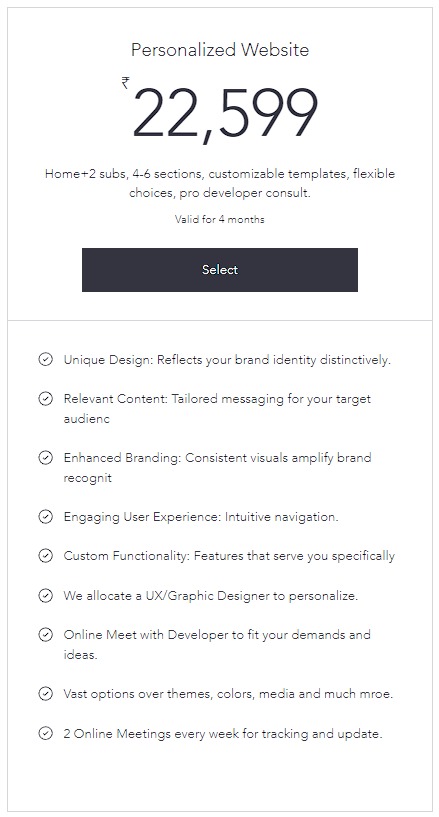 Personalized Website
₹
22,599
Home+2 subs, 4-6 sections, customizable templates, flexible
choices, pro developer consult.
Valid for 4 months
Select
Unique Design: Reflects your brand identity distinctively.
Relevant Content: Tailored messaging for your target
audienc
Enhanced Branding: Consistent visuals amplify brand
recognit
Engaging User Experience: Intuitive navigation.
Custom Functionality: Features that serve you specifically
We allocate a UX/Graphic Designer to personalize.
Online Meet with Developer to fit your demands and
ideas.
Vast options over themes, colors, media and much mroe.
2 Online Meetings every week for tracking and update.